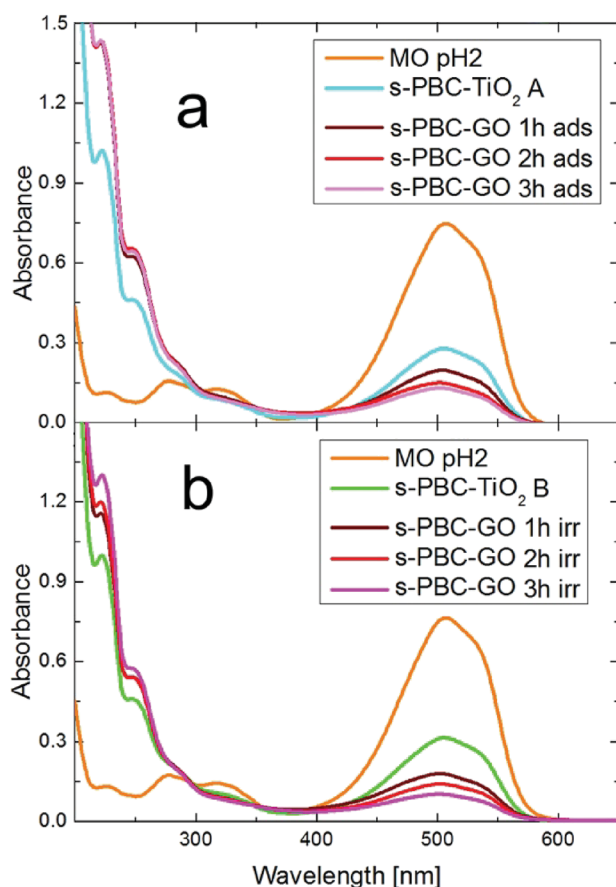 1.5
1.2
0.9
0.6
0.3
0.0
Absorbance
a
MO pH2
s-PBC-TiO₂ A
s-PBC-GO 1h ads
s-PBC-GO 2h ads
s-PBC-GO 3h ads
1.2
0.9
0.6
0.3
0.0
Absorbance
b
MO pH2
s-PBC-TiO₂ B
s-PBC-GO 1h irr
s-PBC-GO 2h irr
s-PBC-GO 3h irr
300 400 500 600
Wavelength [nm]